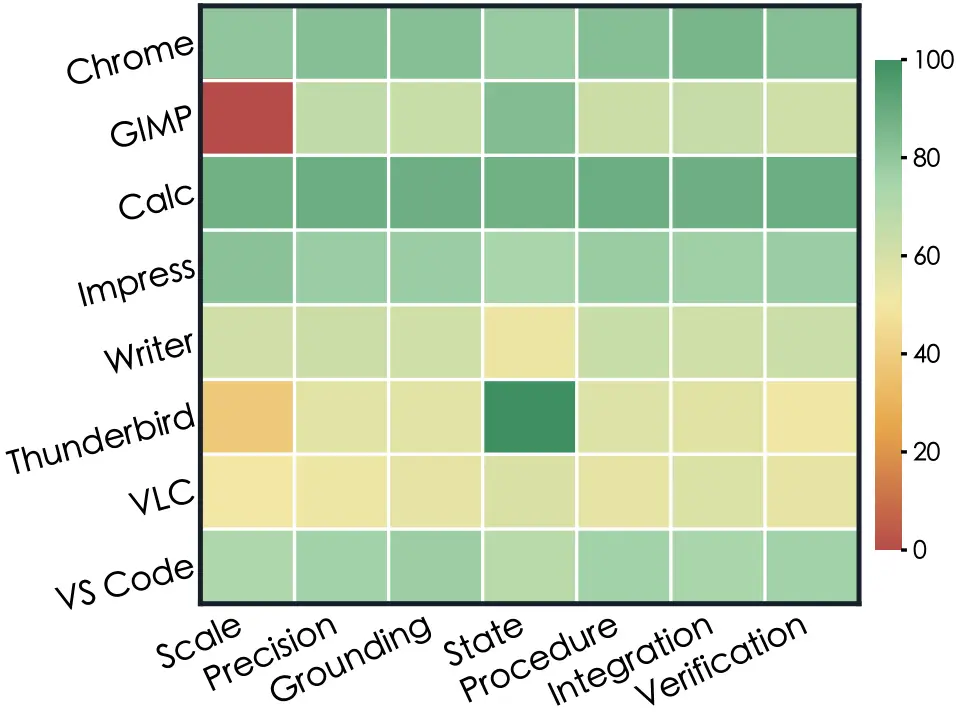 Chrome
GIMP
Calc
Impress
Writer
Thunderbird
VLC
VS Code
Scale
Precision
Grounding
State
Procedure
Integration
Verification
100
80
60
40
20
0